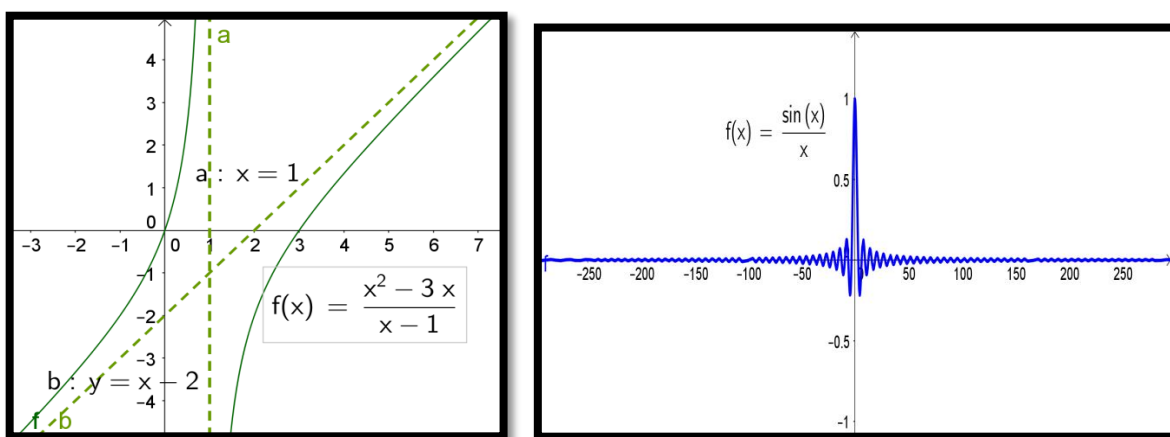 a
4
3
2
a : x = 1
1
0
-3 -2 -1 0 1 2 3 4 5 6 7
-1
f(x) = x² − 3 x / x − 1
-2
-3
b : y = x − 2
-4
f b
1
f(x) = sin (x) / x
0.5
f
-250 -200 -150 -100 -50 0 50 100 150 200 250
-0.5
-1